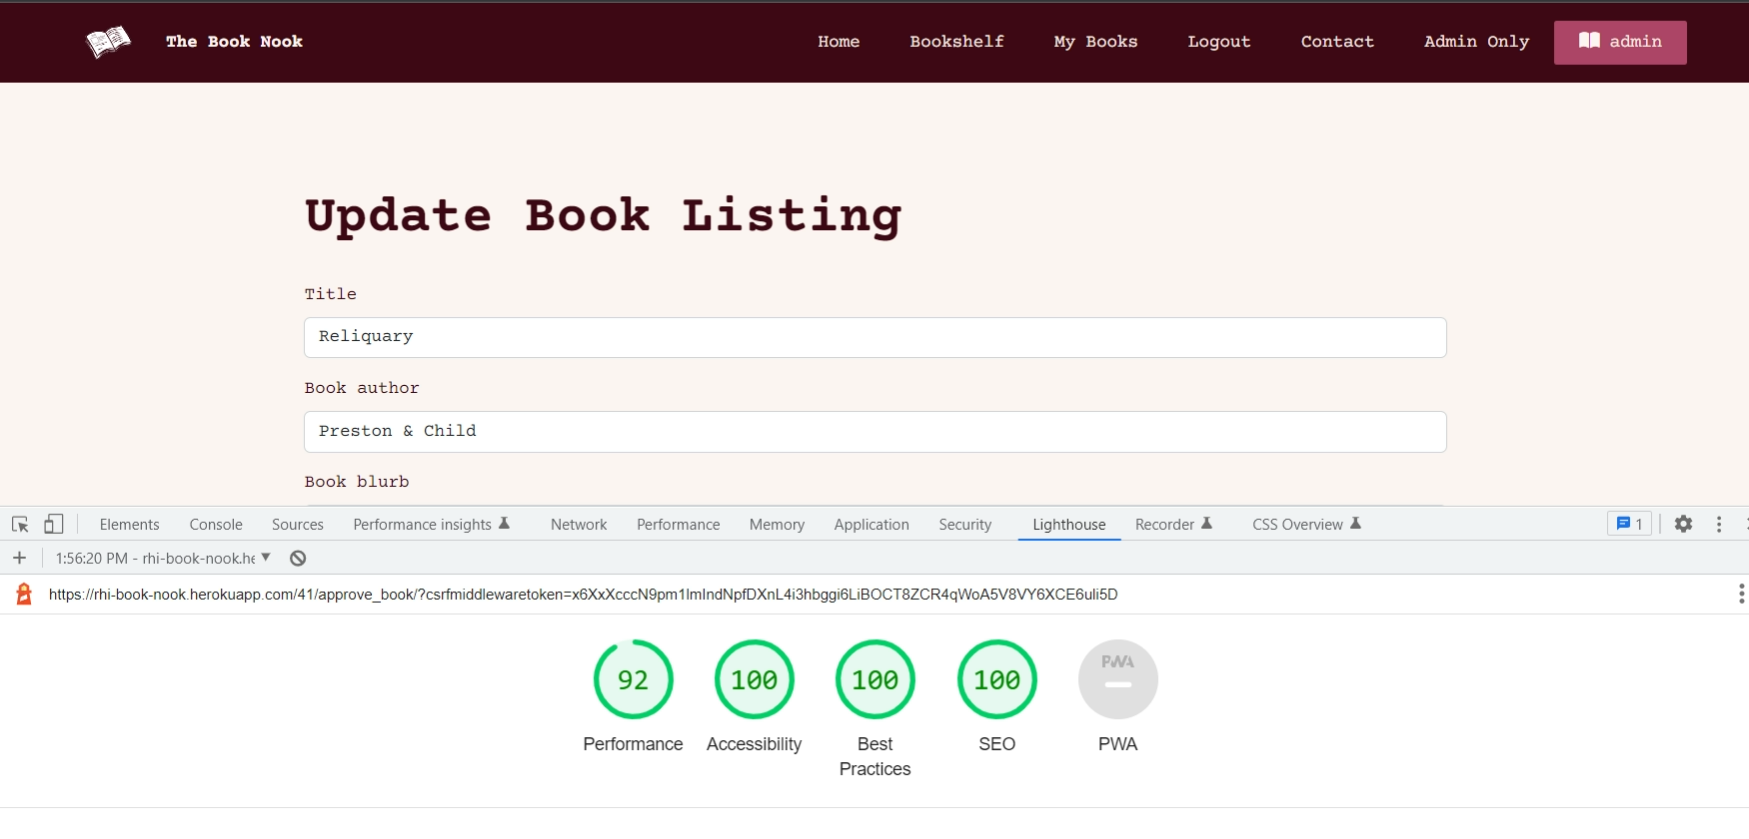 The Book Nook
Home Bookshelf My Books Logout Contact Admin Only admin
Update Book Listing
Title
Reliquary
Book author
Preston & Child
Book blurb
Elements Console Sources Performance insights Network Performance Memory Application Security Lighthouse Recorder CSS Overview 1
1:56:20 PM - rhi-book-nook.he
https://rhi-book-nook.herokuapp.com/41/approve_book/?csrfmiddlewaretoken=x6XxXcccN9pm1lmIndNpfDXnL4i3hbggi6LiBOCT8ZCR4qWoA5V8VY6XCE6uli5D
92 100 100 100 PWA
Performance Accessibility Best Practices SEO PWA